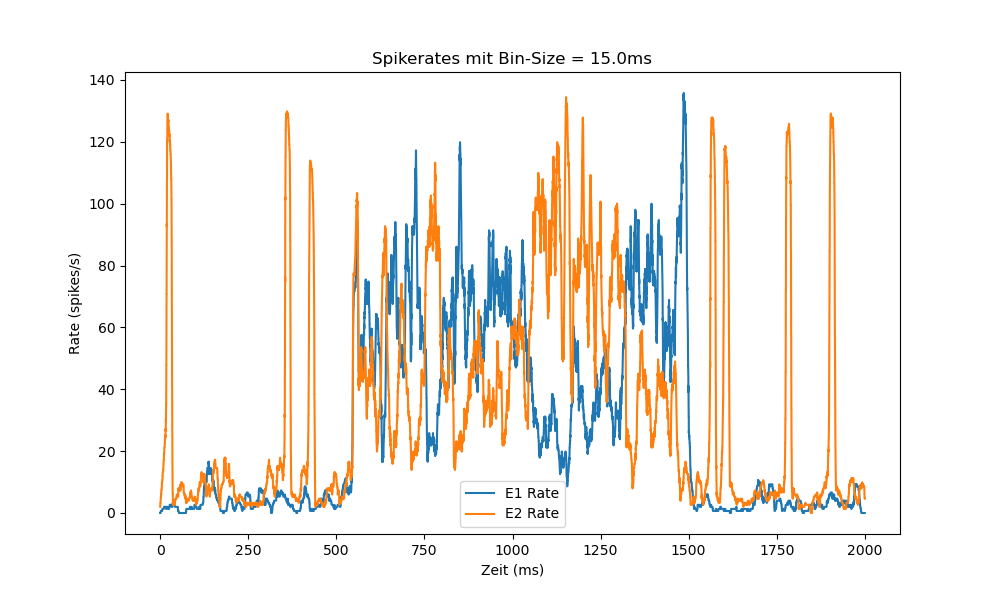 Spikerates mit Bin-Size = 15.0ms
140
120
100
80
60
40
20
0
Rate (spikes/s)
E1 Rate
E2 Rate
0 250 500 750 1000 1250 1500 1750 2000
Zeit (ms)